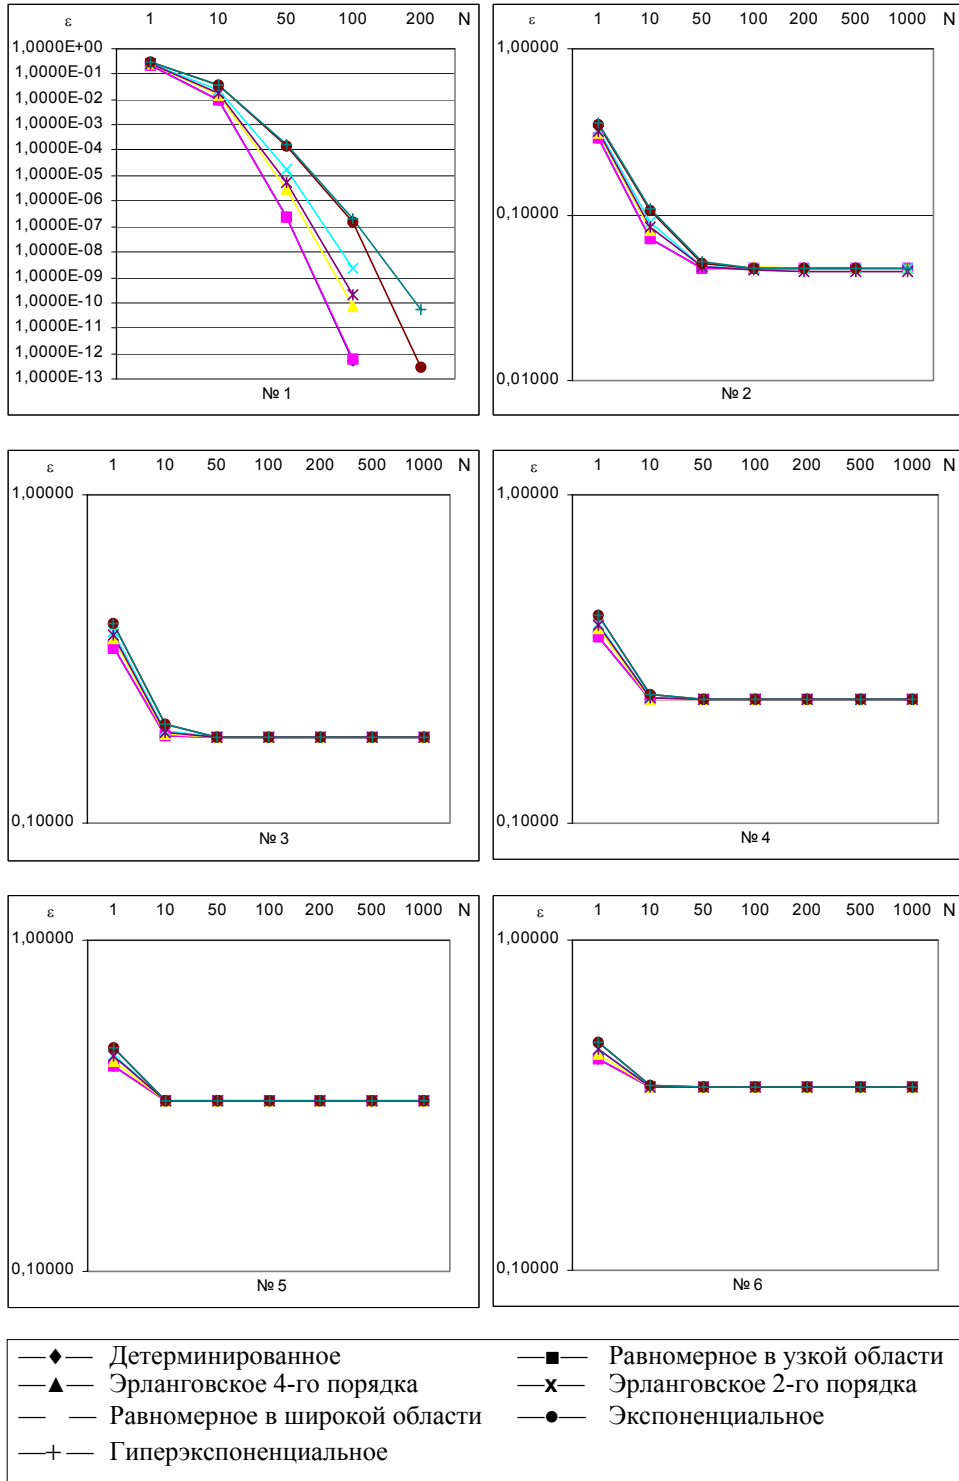 ε 1 10 50 100 200 N
1,0000E+00
1,0000E-01
1,0000E-02
1,0000E-03
1,0000E-04
1,0000E-05
1,0000E-06
1,0000E-07
1,0000E-08
1,0000E-09
1,0000E-10
1,0000E-11
1,0000E-12
1,0000E-13
№ 1
ε 1 10 50 100 200 500 1000 N
1,00000
0,10000
0,01000
№ 2
ε 1 10 50 100 200 500 1000 N
1,00000
0,10000
№ 3
ε 1 10 50 100 200 500 1000 N
1,00000
0,10000
№ 4
ε 1 10 50 100 200 500 1000 N
1,00000
0,10000
№ 5
ε 1 10 50 100 200 500 1000 N
1,00000
0,10000
№ 6
Детерминированное
Равномерное в узкой области
Эрланговское 4-го порядка
Эрланговское 2-го порядка
Равномерное в широкой области
Экспоненциальное
Гиперэкспоненциальное